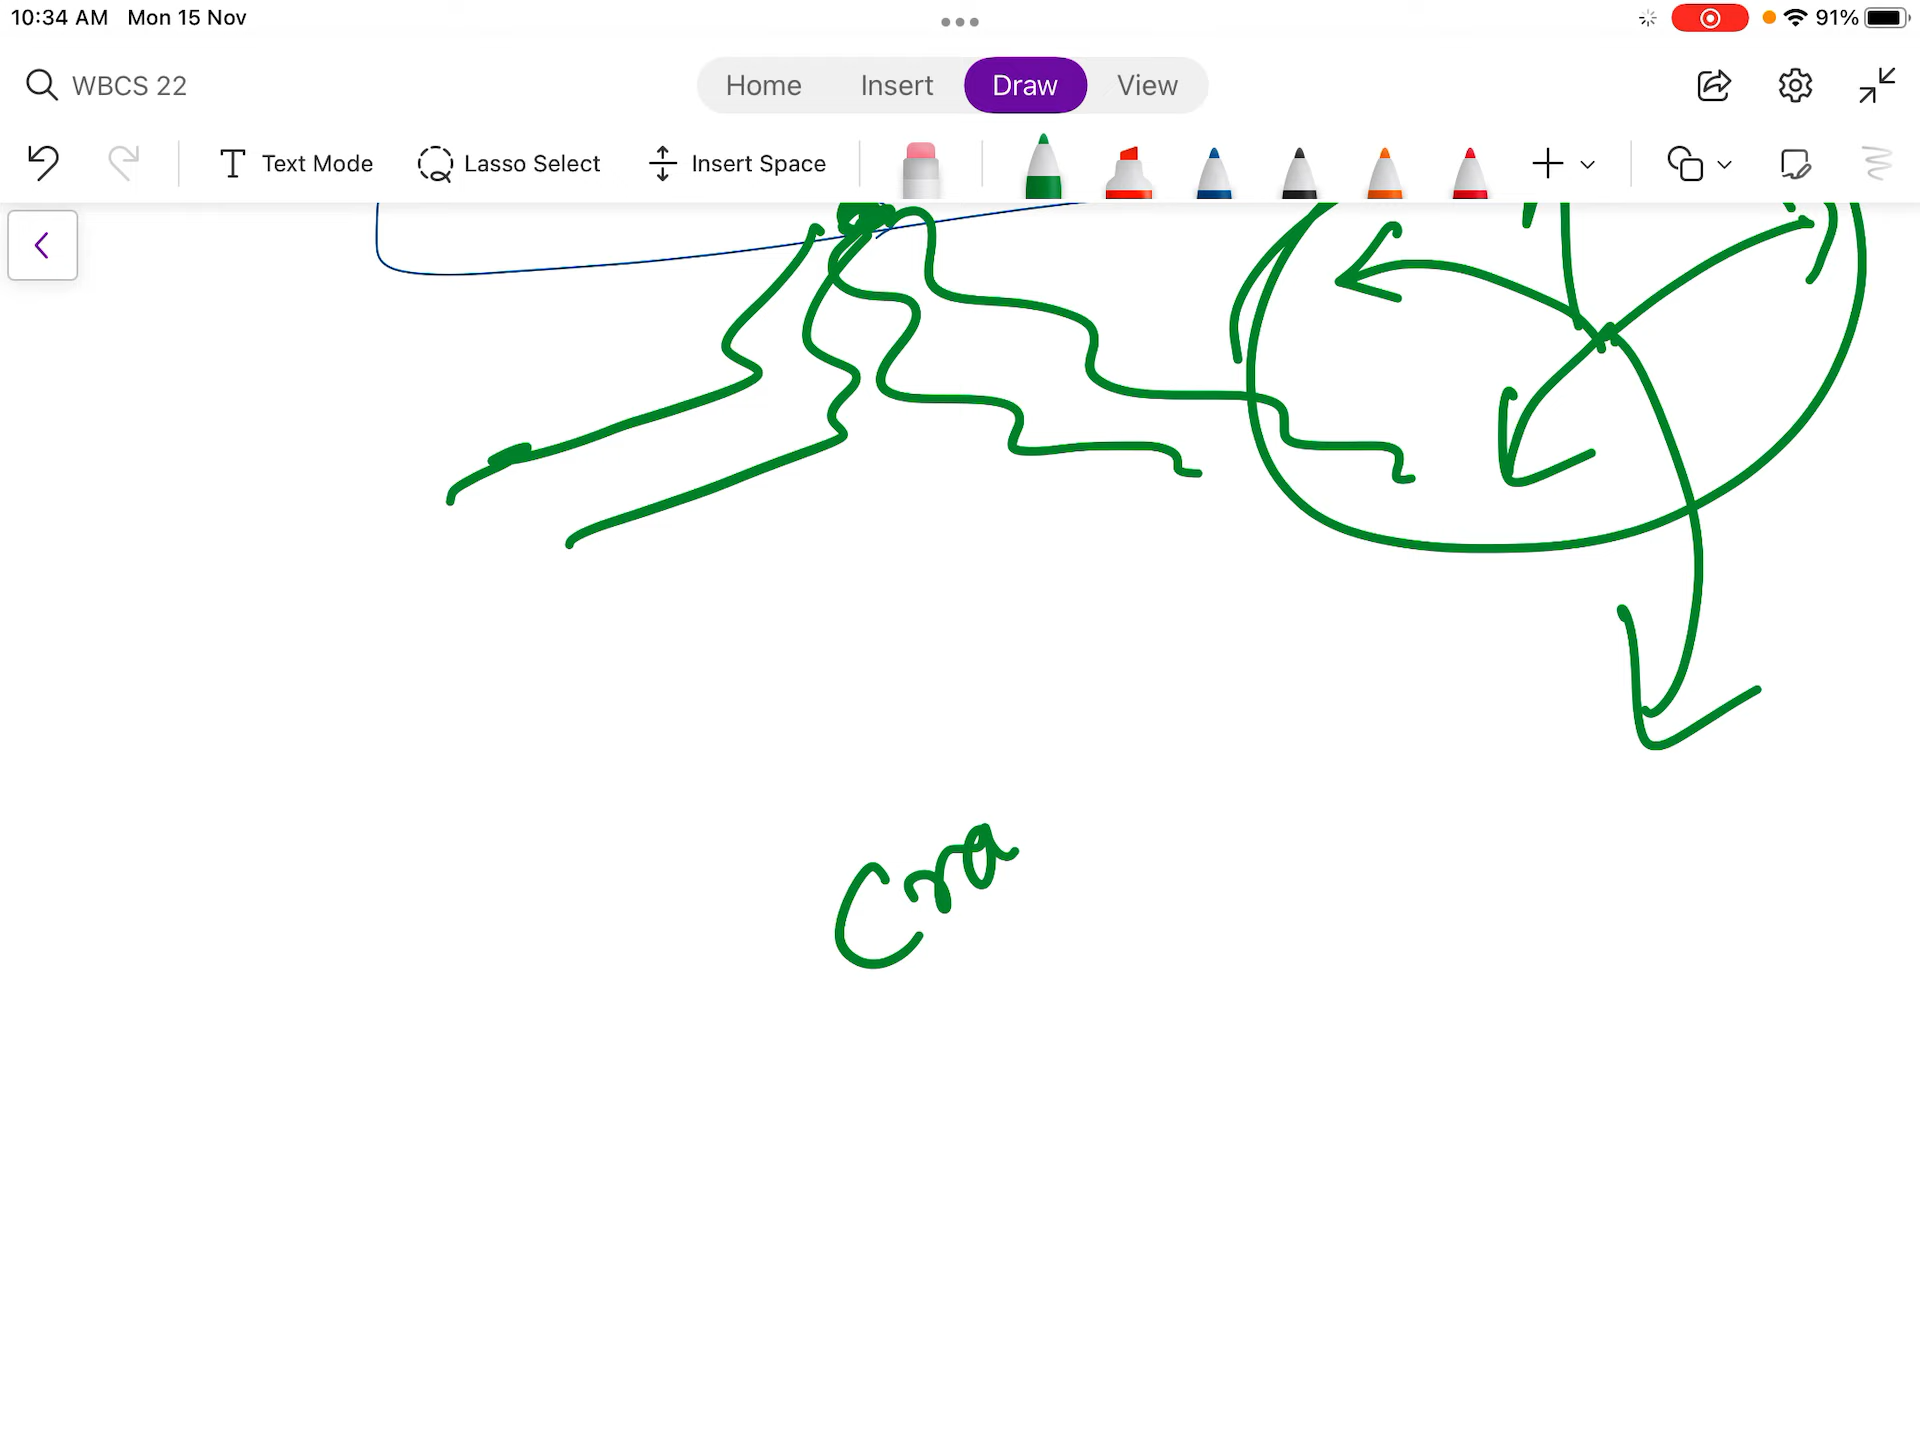 10:34 AM Mon 15 Nov 91%
WBCS 22 Home Insert Draw View
Text Mode Lasso Select Insert Space
Cra